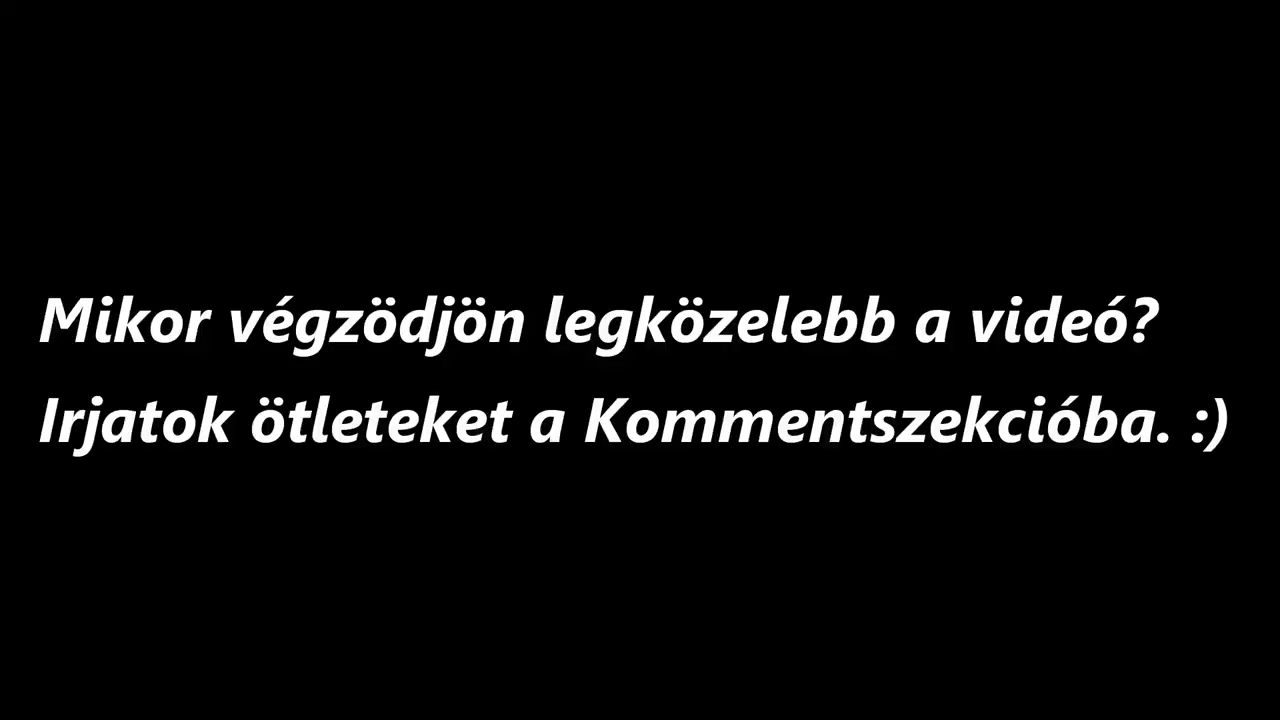 Mikor végzödjön legközelebb a videó?
Irjatok ötleteket a Kommentszekcióba. :)